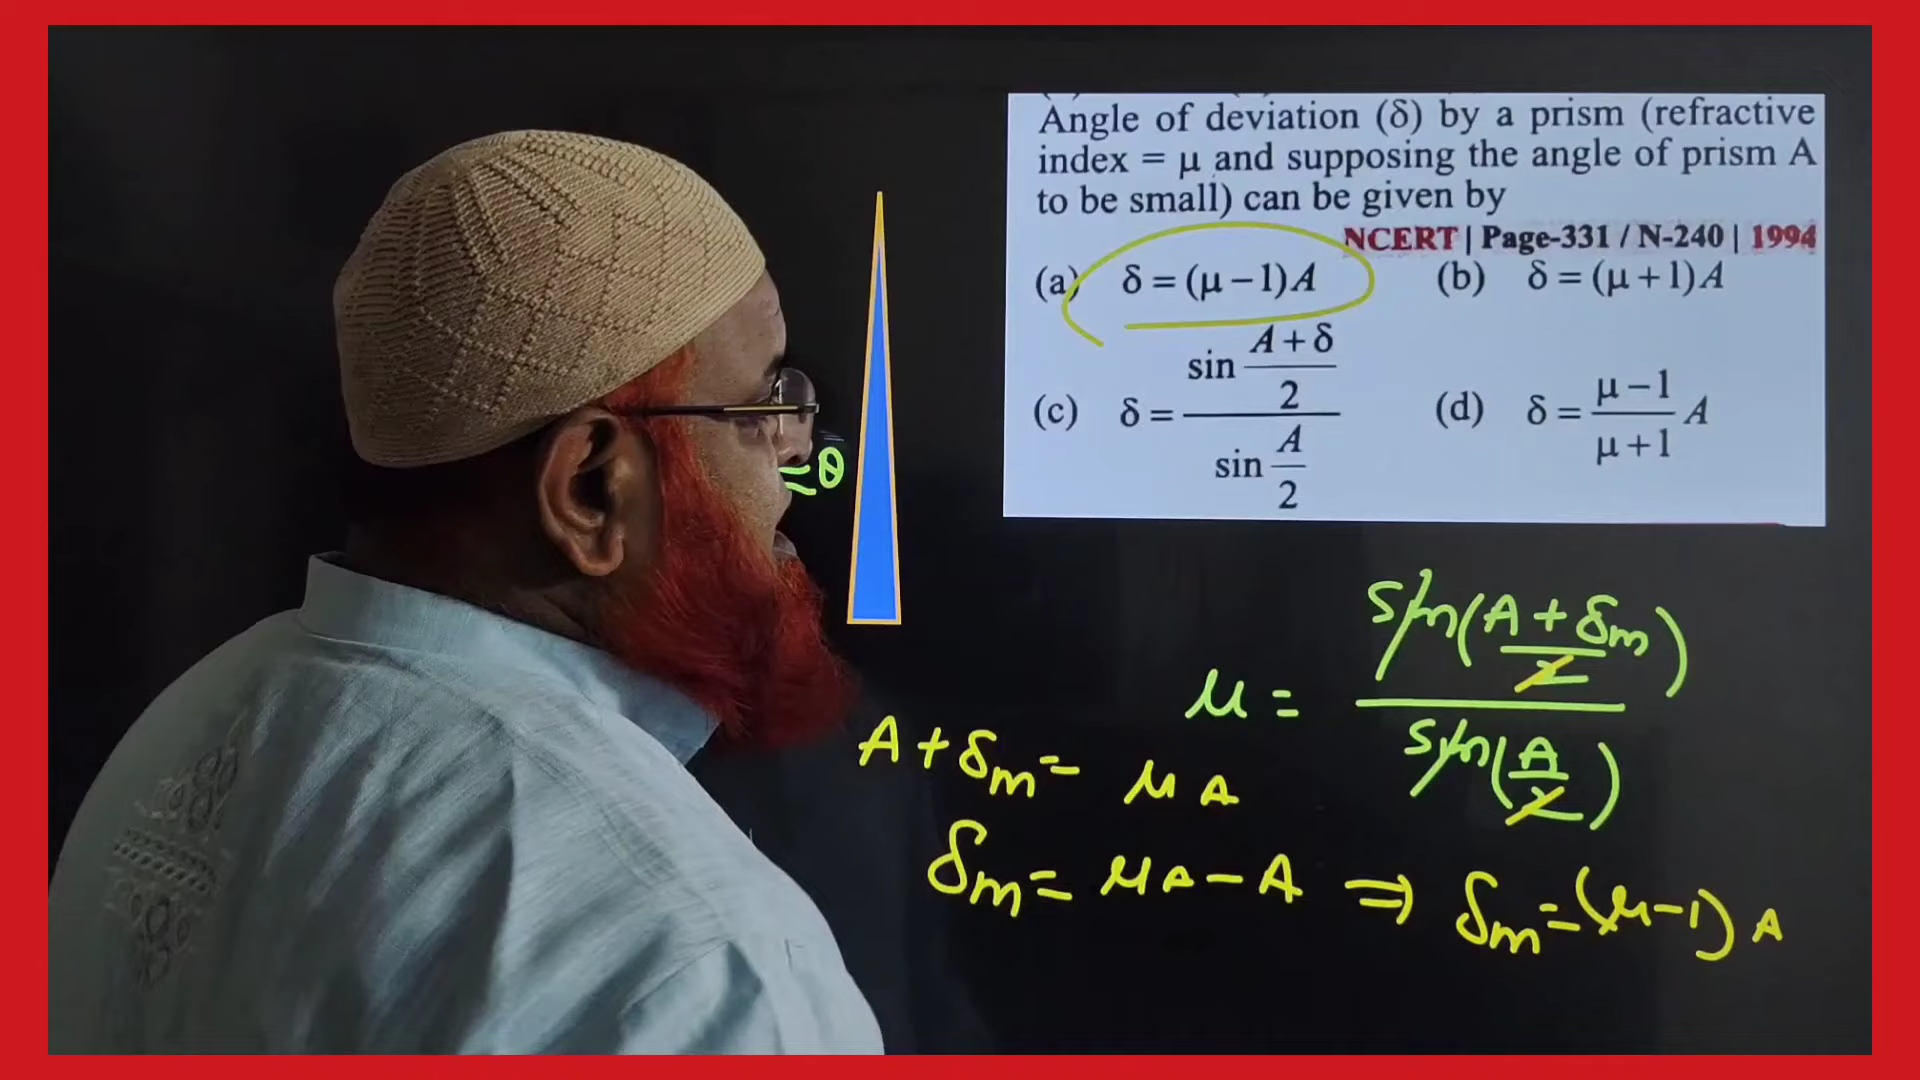 Angle of deviation (δ) by a prism (refractive
index = μ and supposing the angle of prism A
to be small) can be given by
NCERT | Page-331 / N-240 | 1994
(a) δ = (μ – 1)A (b) δ = (μ + 1)A
(c) δ = sin (A + δ)/2 / sin A/2 (d) δ = (μ – 1)/(μ + 1) A
≈ θ
μ = sin(A + δm/2) / sin(A/2)
A + δm = μA
δm = μA – A ⇒ δm = (μ – 1) A